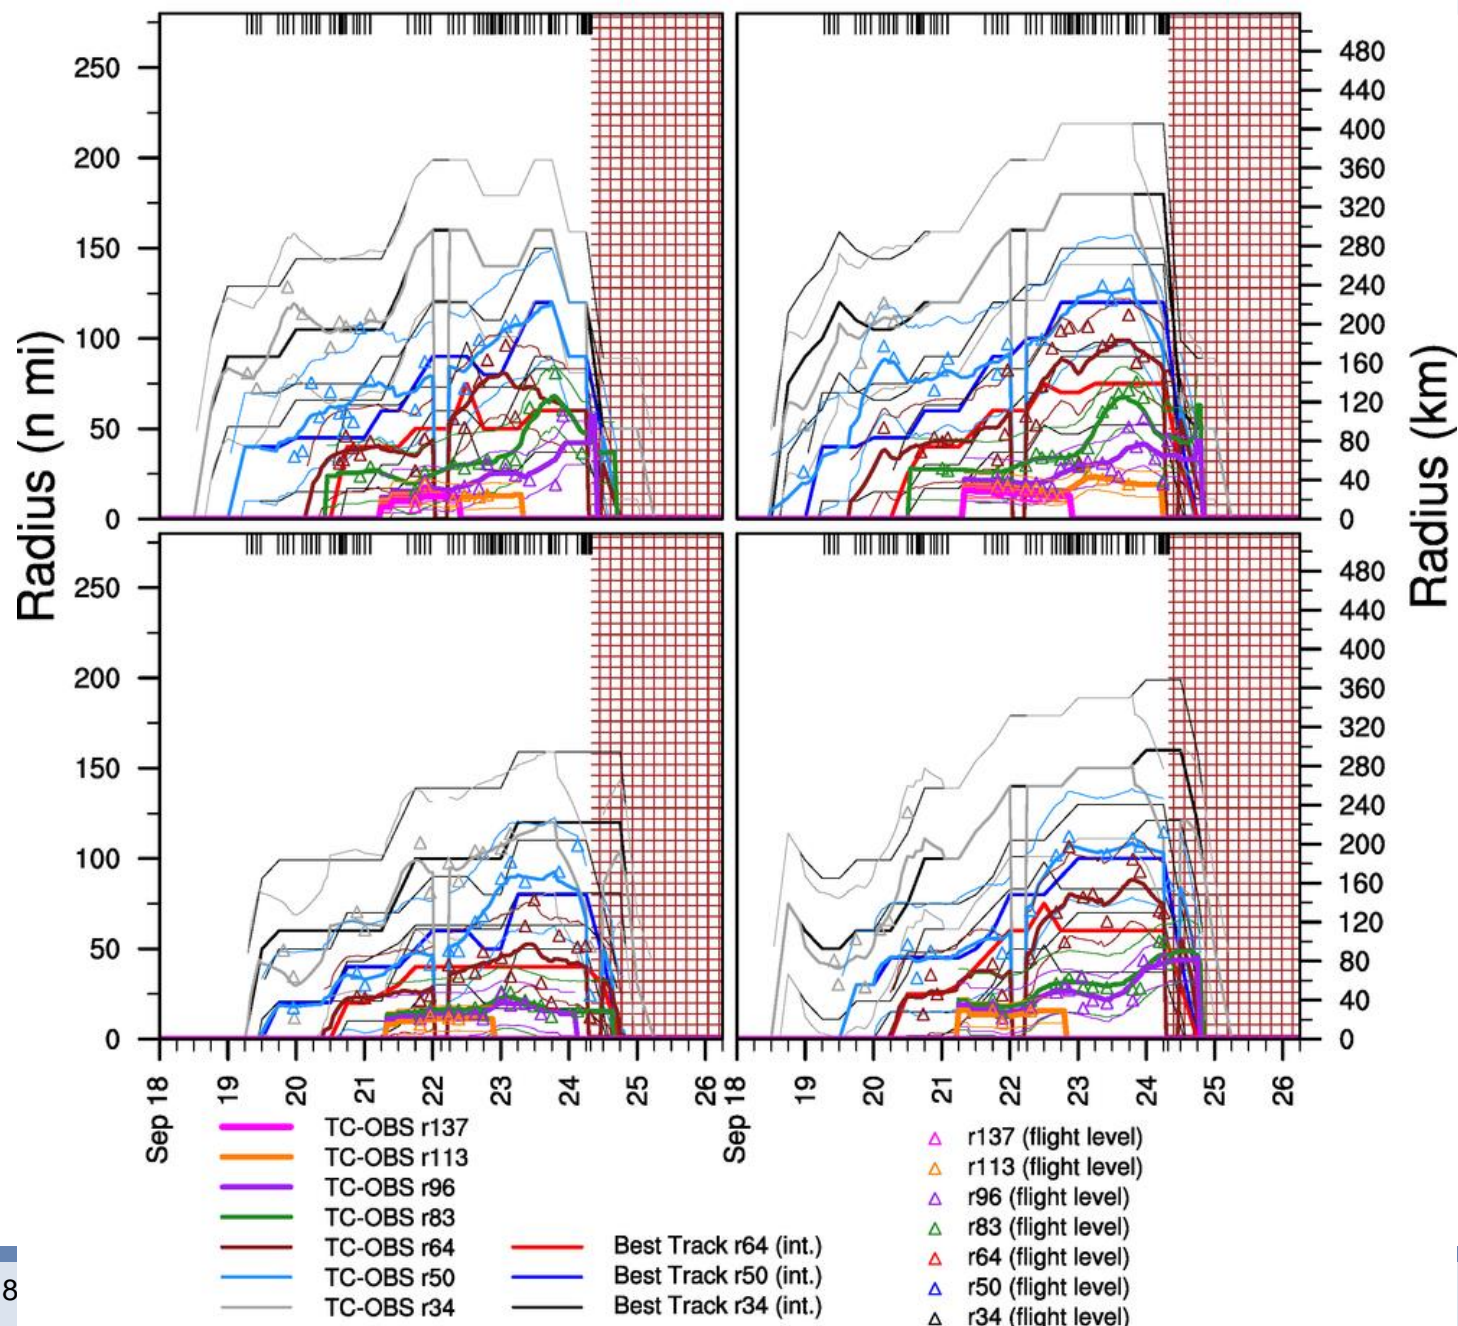 250
200
150
100
50
0
480
440
400
360
320
280
240
200
160
120
80
40
0
Radius (n mi)
Radius (km)
250
200
150
100
50
0
480
440
400
360
320
280
240
200
160
120
80
40
0
Sep 18 19 20 21 22 23 24 25 26
Sep 18 19 20 21 22 23 24 25 26
TC-OBS r137
TC-OBS r113
TC-OBS r96
TC-OBS r83
TC-OBS r64
TC-OBS r50
TC-OBS r34
Best Track r64 (int.)
Best Track r50 (int.)
Best Track r34 (int.)
r137 (flight level)
r113 (flight level)
r96 (flight level)
r83 (flight level)
r64 (flight level)
r50 (flight level)
r34 (flight level)
8